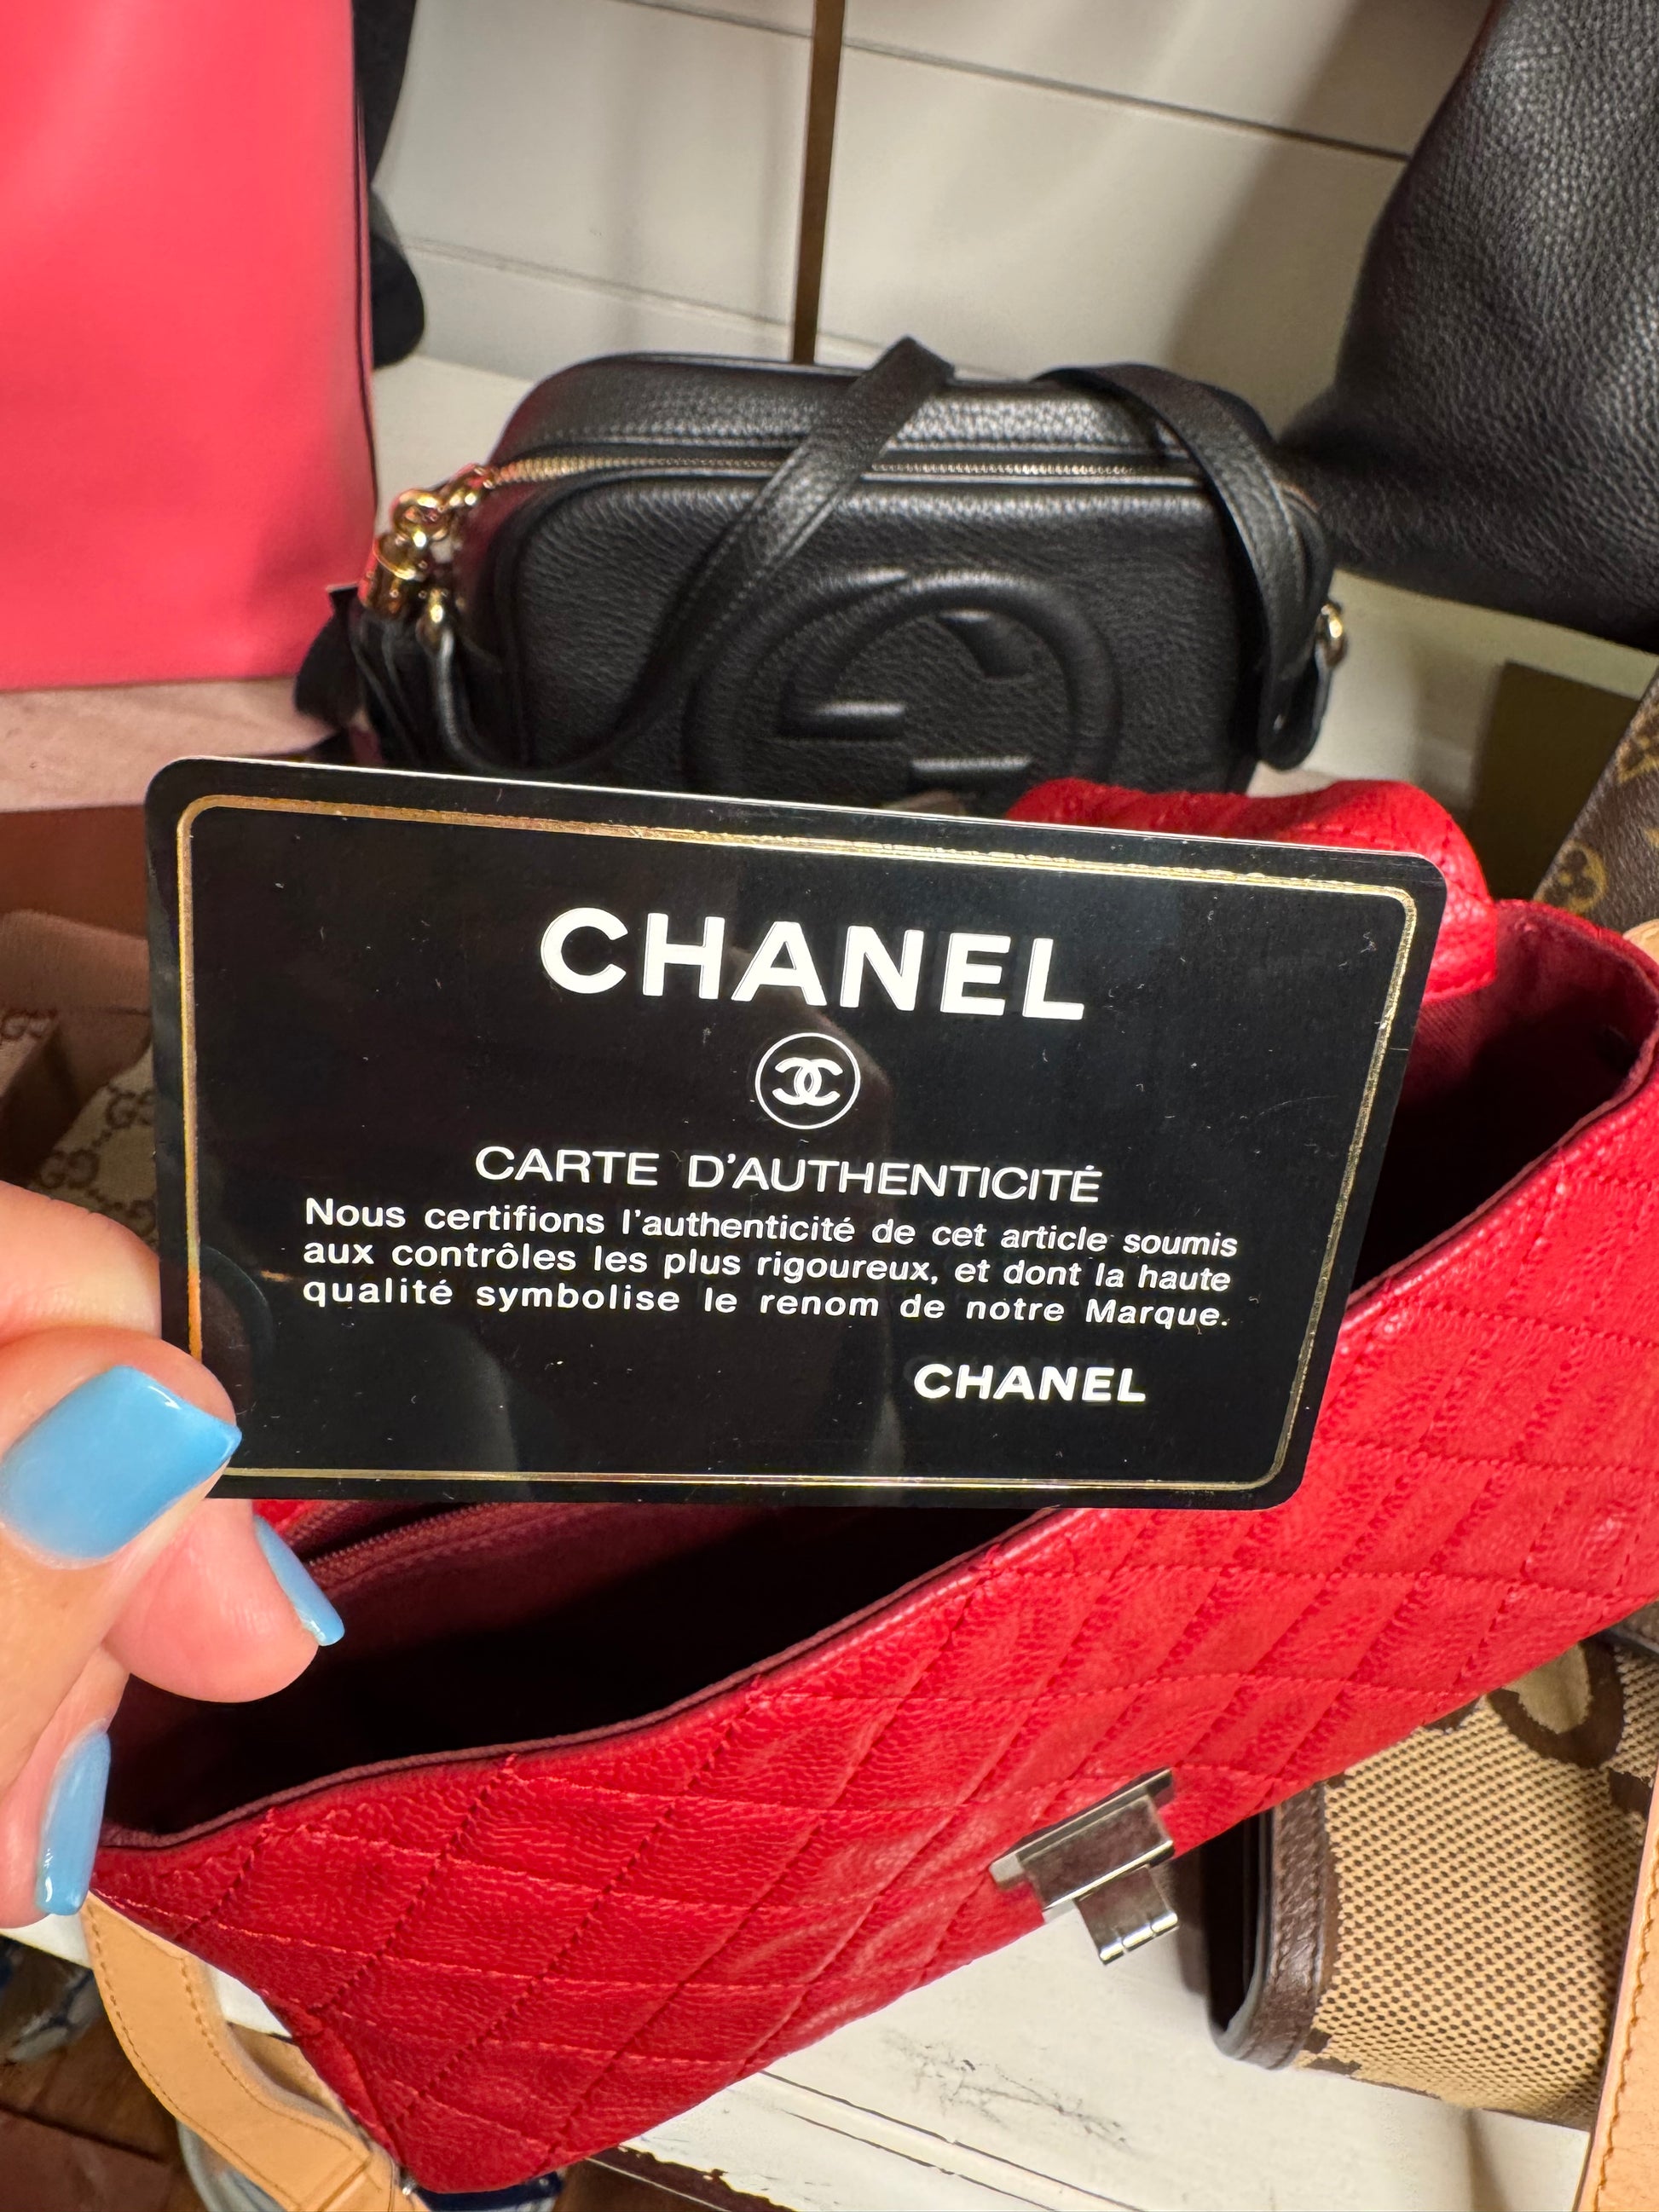 CHANEL
CARTE D'AUTHENTICITÉ
Nous certifions l'authenticité de cet article soumis
aux contrôles les plus rigoureux, et dont la haute
qualité symbolise le renom de notre Marque.
CHANEL